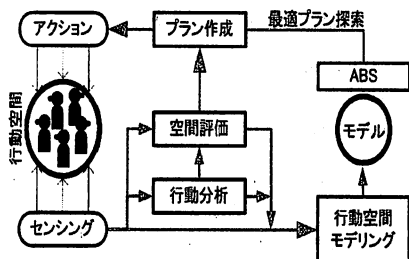 アクション
プラン作成
最適プラン探索
ABS
行動空間
空間評価
モデル
行動分析
センシング
行動空間
モデリング